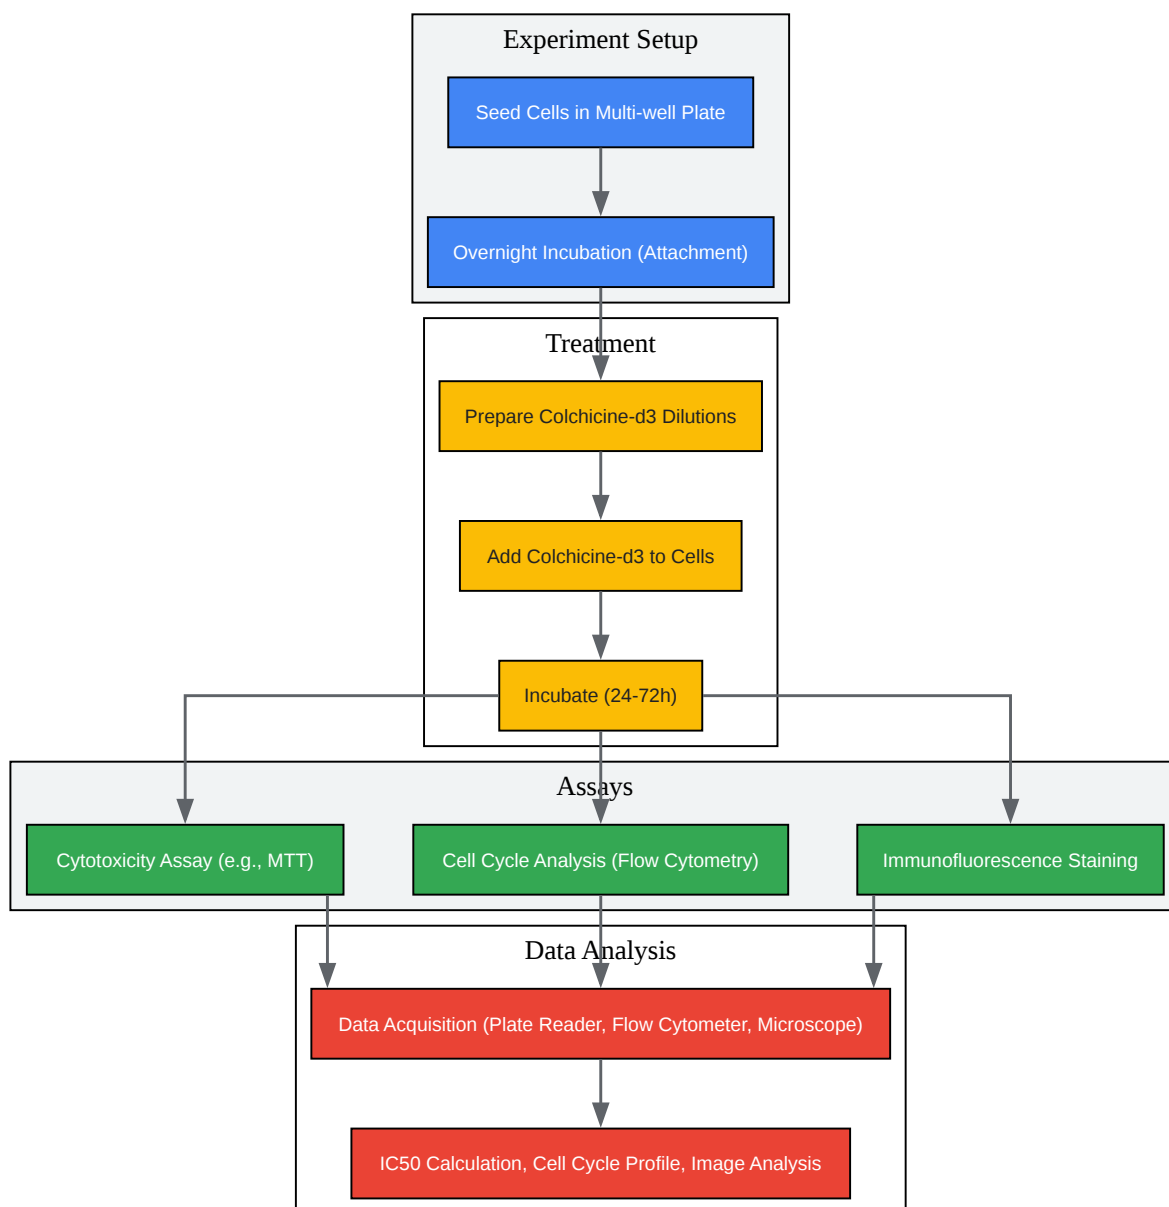 Experiment Setup
Seed Cells in Multi-well Plate
Overnight Incubation (Attachment)
Treatment
Prepare Colchicine-d3 Dilutions
Add Colchicine-d3 to Cells
Incubate (24-72h)
Assays
Cytotoxicity Assay (e.g., MTT)
Cell Cycle Analysis (Flow Cytometry)
Immunofluorescence Staining
Data Analysis
Data Acquisition (Plate Reader, Flow Cytometer, Microscope)
IC50 Calculation, Cell Cycle Profile, Image Analysis